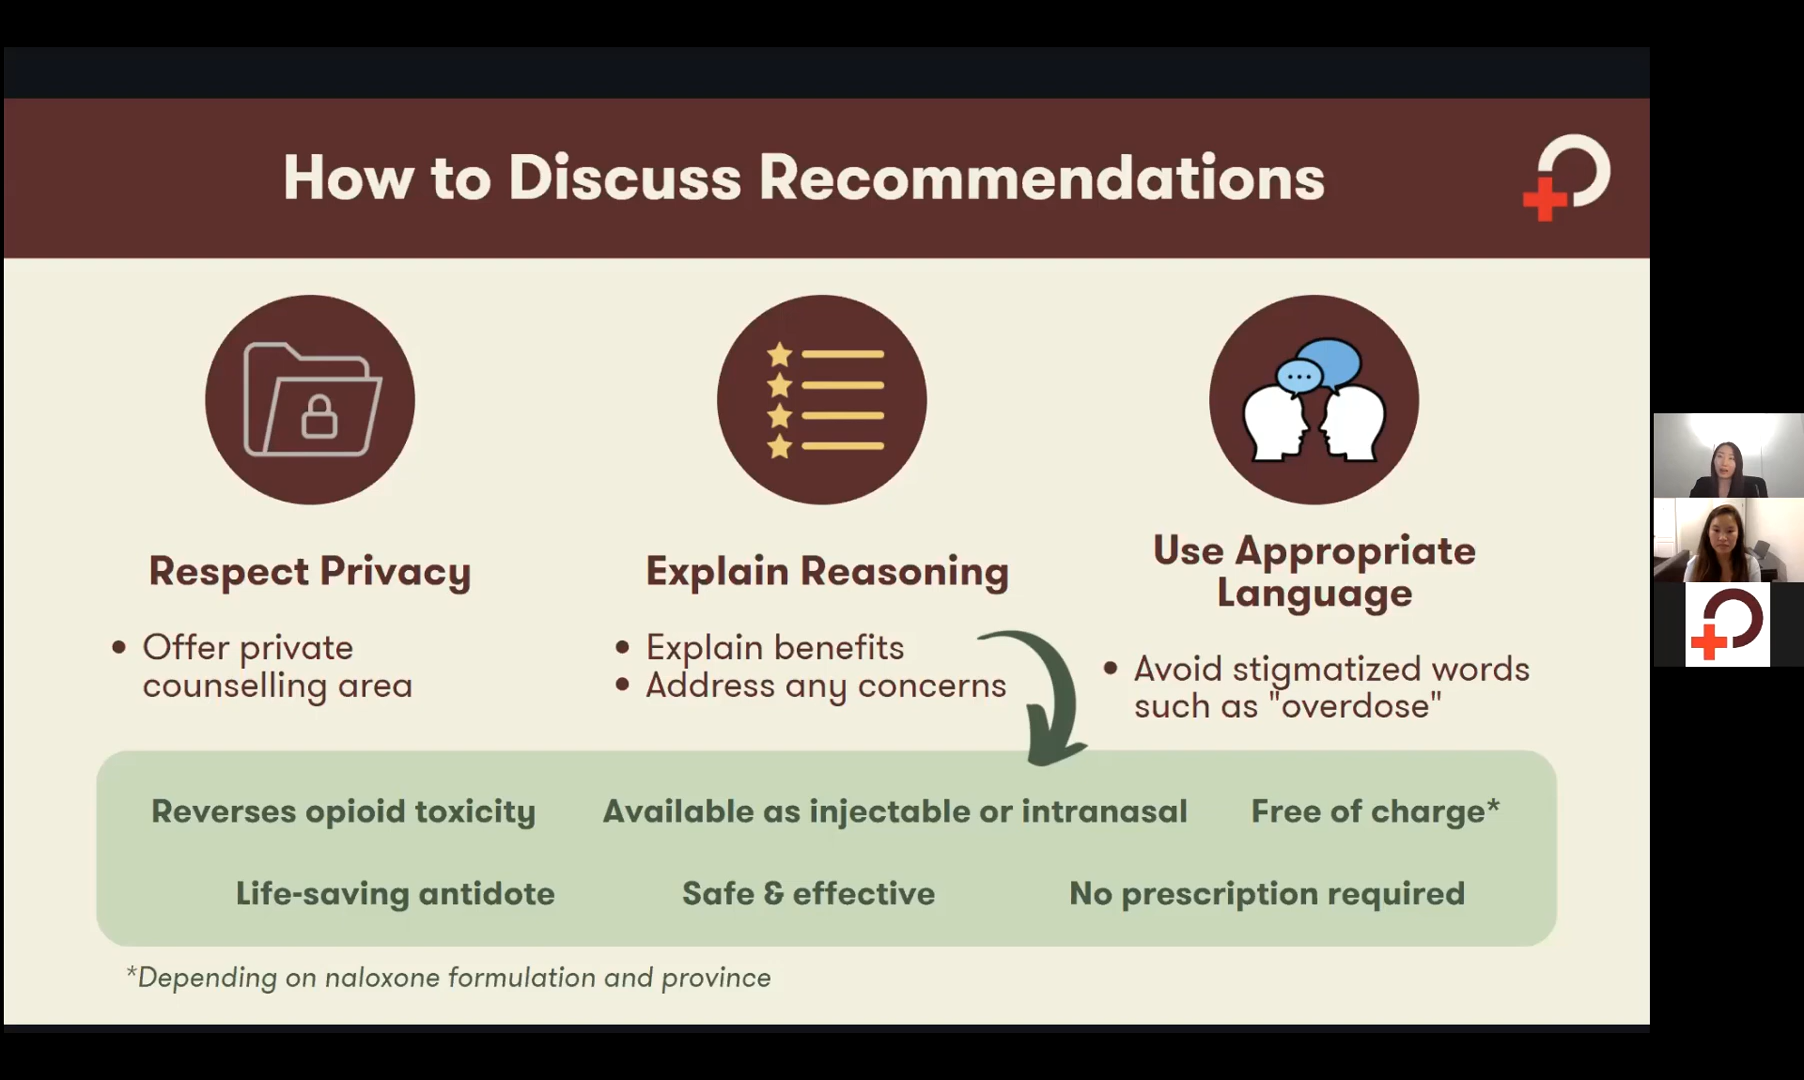 How to Discuss Recommendations
Respect Privacy
• Offer private
counselling area
Explain Reasoning
• Explain benefits
• Address any concerns
Use Appropriate
Language
• Avoid stigmatized words
such as "overdose"
Reverses opioid toxicity
Available as injectable or intranasal
Free of charge*
Life-saving antidote
Safe & effective
No prescription required
*Depending on naloxone formulation and province